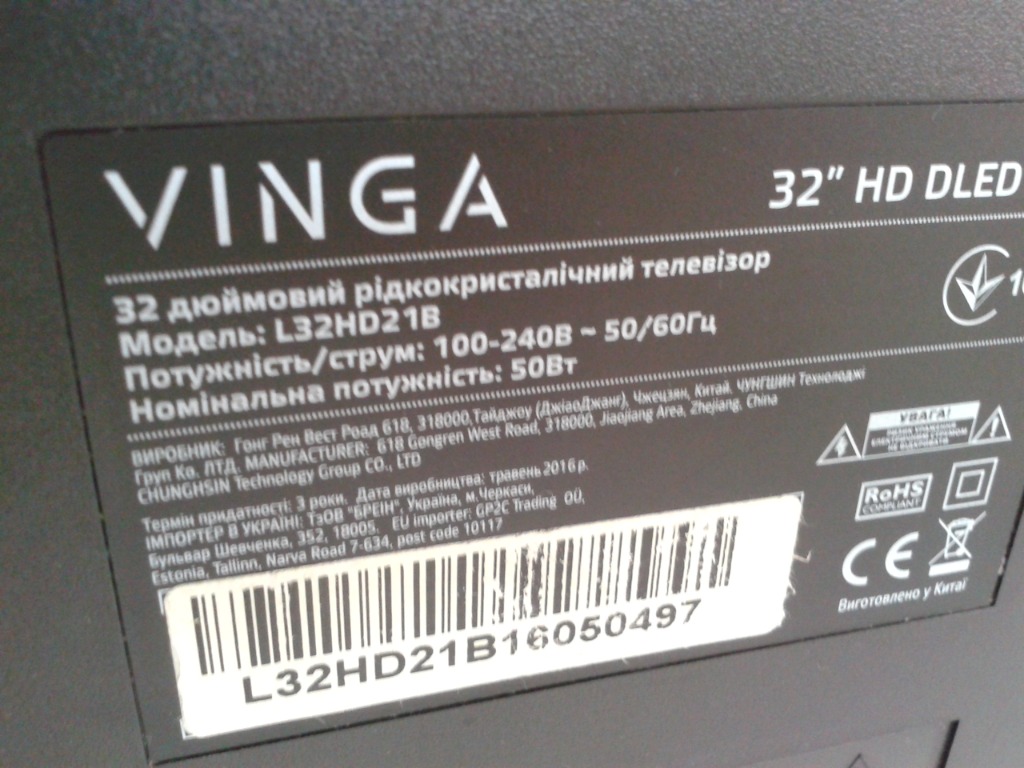 VINGA
32" HD DLED
32 дюймовий рідкокристалічний телевізор
Модель: L32HD21B
Потужність/струм: 100-240В ~ 50/60Гц
Номінальна потужність: 50Вт
ВИРОБНИК: Гонг Рен Вест Роад 618, 318000,Тайджоу (ДжіаоДжанг), Чжецзян, Китай. ЧУНГШИН Технолоджі
Груп Ко. ЛТД. MANUFACTURER: 618 Gongren West Road, 318000, Jiaojiang Area, Zhejiang, China
CHUNGHSIN Technology Group CO., LTD
Термін придатності: 3 роки. Дата виробництва: травень 2016 р.
ІМПОРТЕР В УКРАЇНІ: ТзОВ "БРЕІН", Україна, м.Черкаси,
Бульвар Шевченка, 352, 18005. EU importer: GP2C Trading OÜ,
Estonia, Tallinn, Narva Road 7-634, post code 10117
УВАГА!
RoHS
COMPLIANT
CE
Виготовлено у Китаї
L32HD21B16050497